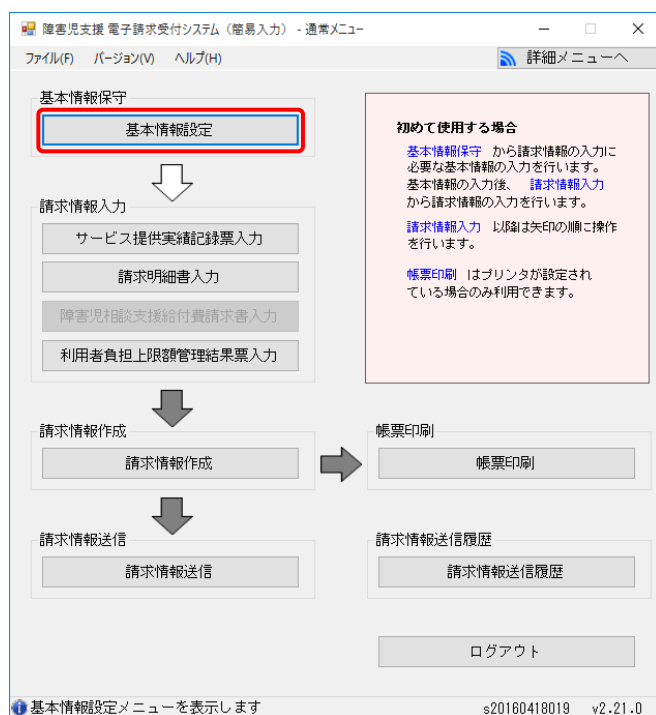 障害児支援 電子請求受付システム（簡易入力） - 通常メニュー
ファイル(F) バージョン(V) ヘルプ(H)
詳細メニューへ
基本情報保守
基本情報設定
初めて使用する場合
基本情報保守 から請求情報の入力に
必要な基本情報の入力を行います。
基本情報の入力後、 請求情報入力
から請求情報の入力を行います。
請求情報入力 以降は矢印の順に操作
を行います。
帳票印刷 はプリンタが設定され
ている場合のみ利用できます。
請求情報入力
サービス提供実績記録票入力
請求明細書入力
障害児相談支援給付費請求書入力
利用者負担上限額管理結果票入力
請求情報作成
請求情報作成
帳票印刷
帳票印刷
請求情報送信
請求情報送信
請求情報送信履歴
請求情報送信履歴
ログアウト
基本情報設定メニューを表示します
s20160418019 v2.21.0